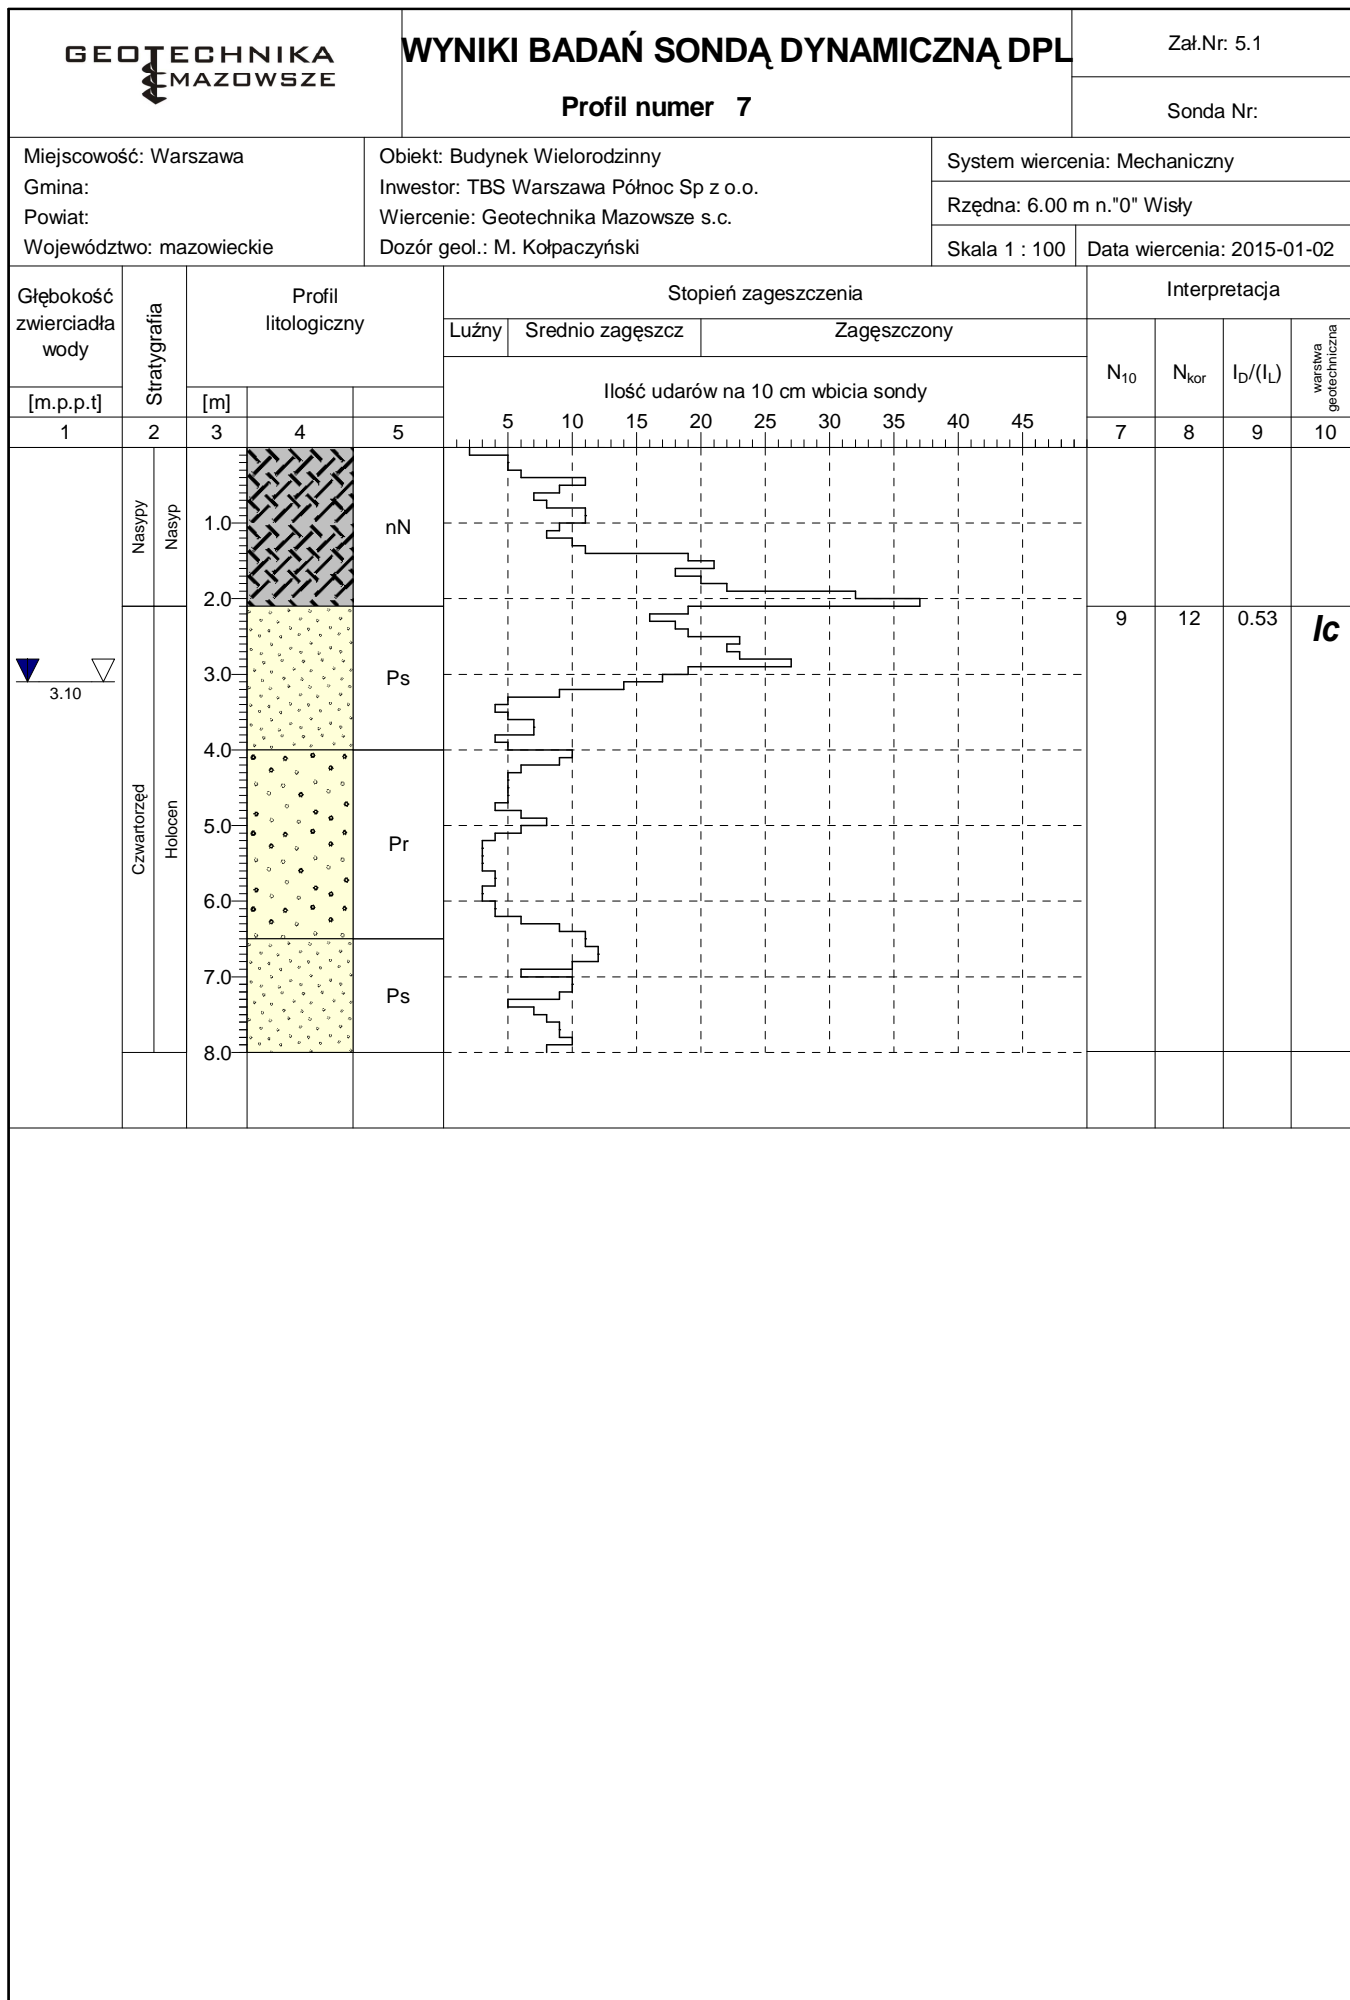 GEOTECHNIKA
MAZOWSZE
WYNIKI BADAŃ SONDĄ DYNAMICZNĄ DPL
Profil numer 7
Zał.Nr: 5.1
Sonda Nr:
Miejscowość: Warszawa
Gmina:
Powiat:
Województwo: mazowieckie
Obiekt: Budynek Wielorodzinny
Inwestor: TBS Warszawa Północ Sp z o.o.
Wiercenie: Geotechnika Mazowsze s.c.
Dozór geol.: M. Kołpaczyński
System wiercenia: Mechaniczny
Rzędna: 6.00 m n."0" Wisły
Skala 1 : 100
Data wiercenia: 2015-01-02
Głębokość
zwierciadła
wody
[m.p.p.t]
Stratygrafia
Profil
litologiczny
[m]
Stopień zageszczenia
Luźny
Srednio zagęszcz
Zagęszczony
Ilość udarów na 10 cm wbicia sondy
5 10 15 20 25 30 35 40 45
Interpretacja
N10
Nkor
ID/(IL)
warstwa
geotechniczna
1 2 3 4 5 7 8 9 10
Nasypy
Nasyp
1.0
nN
2.0
9 12 0.53 Ic
3.0
3.10
Ps
4.0
Czwartorzęd
Holocen
5.0
Pr
6.0
7.0
Ps
8.0